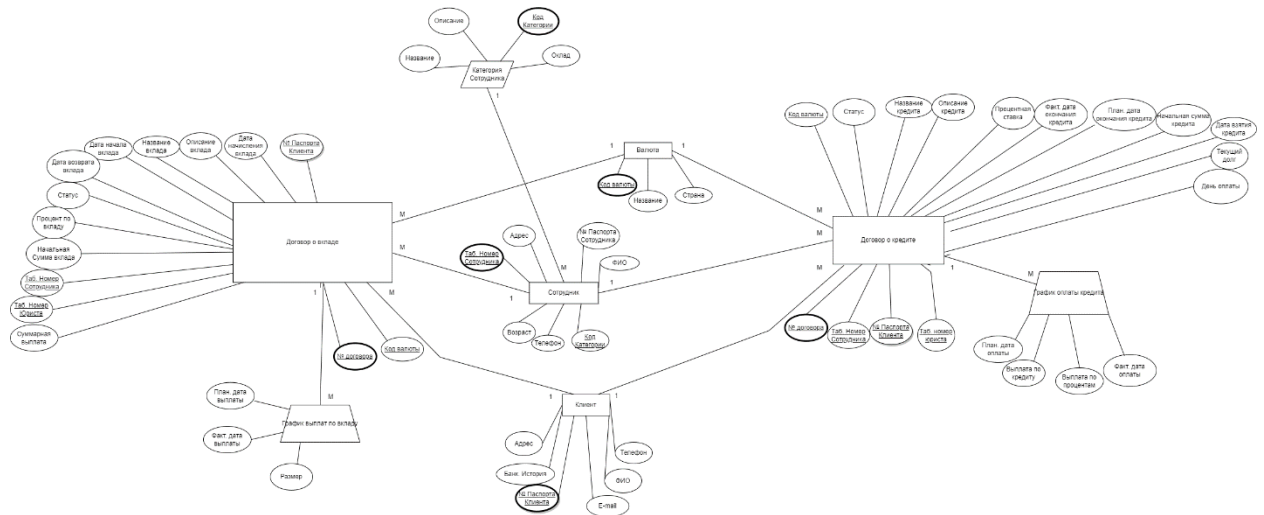 Описание
Код
Категории
Название
Оклад
Категория
Сотрудника
1
Дата начала
вклада
Название
вклада
Описание
вклада
Дата
начисления
вклада
№ Паспорта
Клиента
Дата возврата
вклада
Статус
Процент по
вкладу
Начальная
Сумма вклада
Таб. Номер
Сотрудника
Таб. Номер
Юриста
Суммарная
выплата
Договор о вкладе
М
М
1
М
№ договора
Код валюты
План. дата
выплаты
Факт. дата
выплаты
Размер
М
График выплат по вкладу
1
Валюта
1
Код валюты
Название
Страна
Адрес
№ Паспорта
Сотрудника
Таб. Номер
Сотрудника
ФИО
М
1
Сотрудник
1
Возраст
Телефон
Код
Категории
1
Клиент
1
Адрес
Телефон
Банк. История
ФИО
№ Паспорта
Клиента
E-mail
Код валюты
Статус
Название
кредита
Описание
кредита
Процентная
ставка
Факт. дата
окончания
кредита
План. дата
окончания кредита
Начальная сумма
кредита
Дата взятия
кредита
Текущий
долг
День оплаты
М
М
М
Договор о кредите
1
№ договора
Таб. Номер
Сотрудника
№ Паспорта
Клиента
Таб. номер
юриста
М
График оплаты кредита
План. дата
оплаты
Выплата по
кредиту
Выплата по
процентам
Факт. дата
оплаты